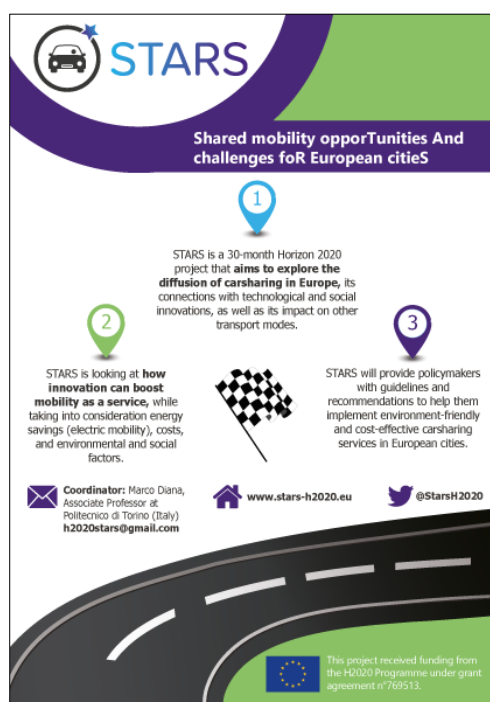 STARS
Shared mobility opporTunities And
challenges foR European citieS
1
STARS is a 30-month Horizon 2020
project that aims to explore the
diffusion of carsharing in Europe, its
connections with technological and social
innovations, as well as its impact on other
transport modes.
2
STARS is looking at how
innovation can boost
mobility as a service, while
taking into consideration energy
savings (electric mobility), costs,
and environmental and social
factors.
3
STARS will provide policymakers
with guidelines and
recommendations to help them
implement environment-friendly
and cost-effective carsharing
services in European cities.
Coordinator: Marco Diana,
Associate Professor at
Politecnico di Torino (Italy)
h2020stars@gmail.com
www.stars-h2020.eu
@StarsH2020
This project received funding from
the H2020 Programme under grant
agreement n°769513.